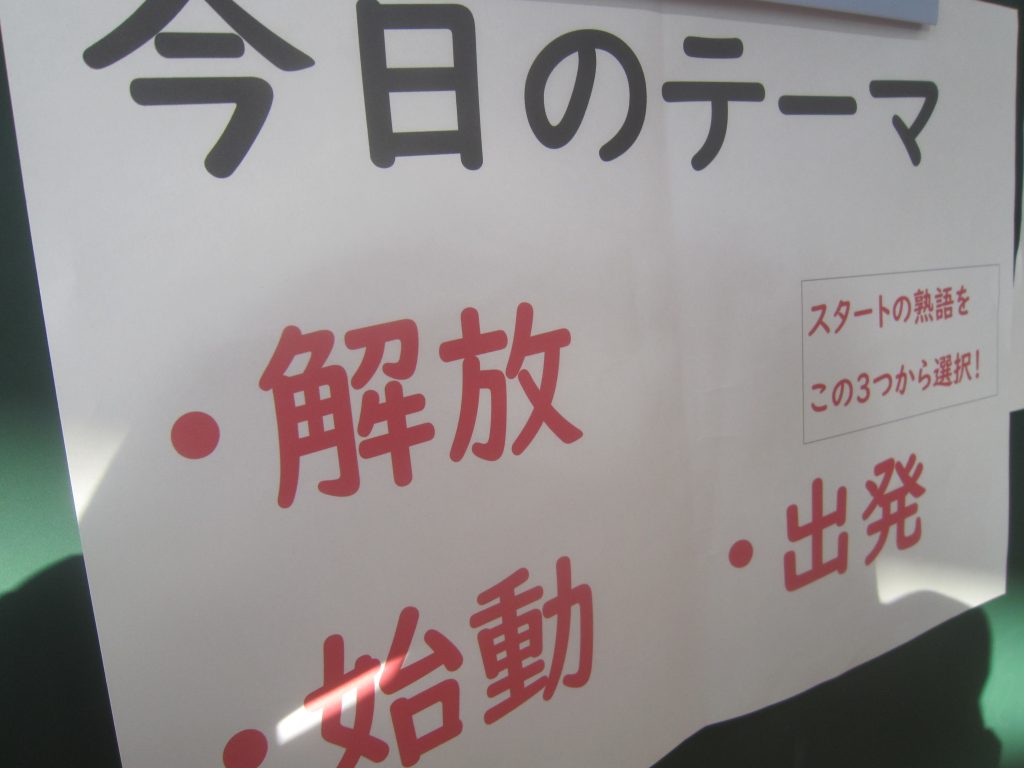 今日のテーマ
・解放
スタートの熟語を
この3つから選択!
・出発
・始動